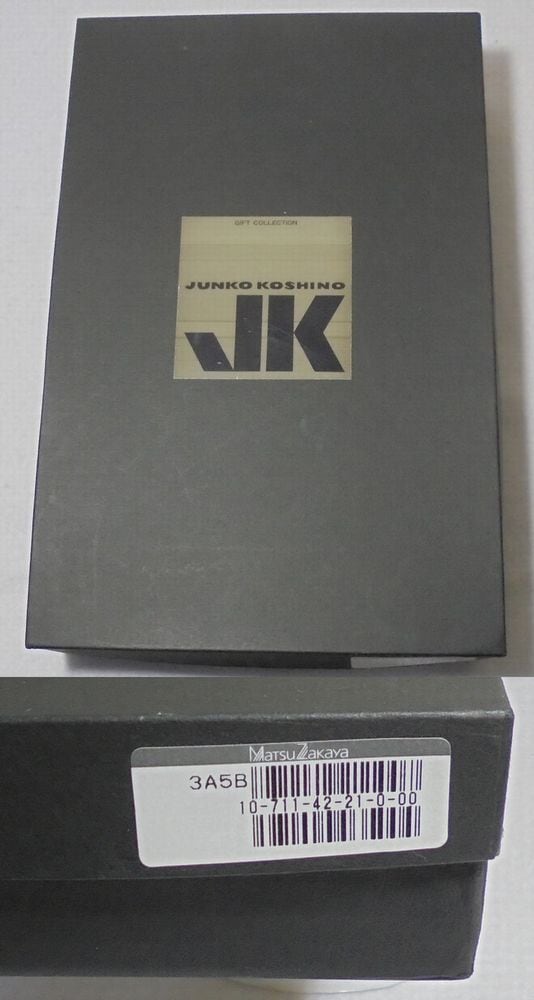 GIFT COLLECTION
JUNKO KOSHINO
JK
MatsuZakaya
3A5B
10-711-42-21-0-00